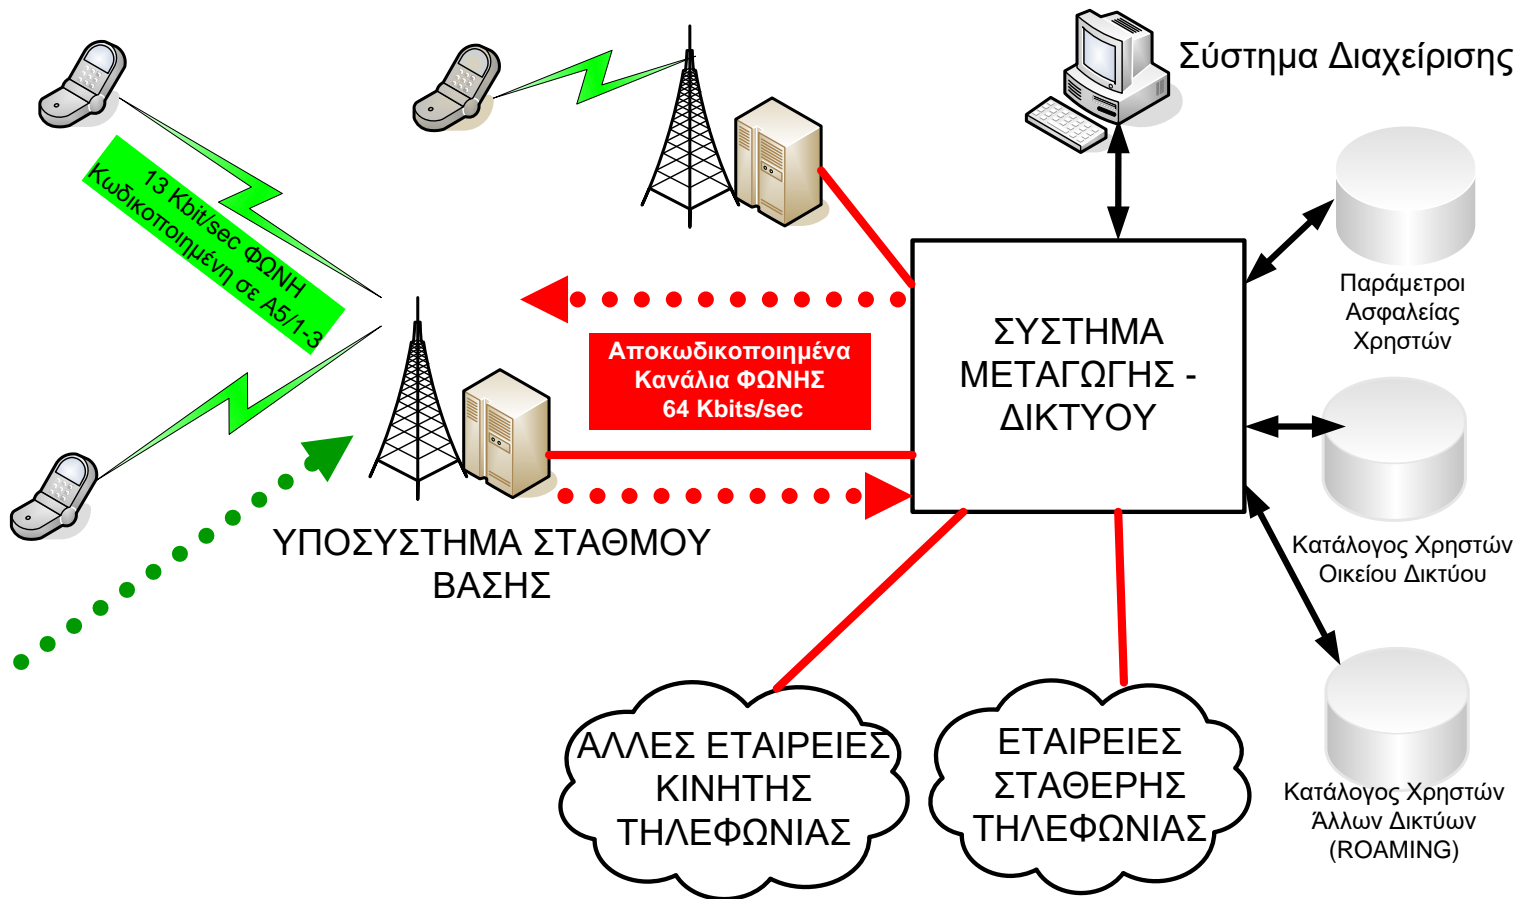 Σύστημα Διαχείρισης
13 Kbit/sec ΦΩΝΗ
Κωδικοποιημένη σε A5/1-3
Αποκωδικοποιημένα
Κανάλια ΦΩΝΗΣ
64 Kbits/sec
ΣΥΣΤΗΜΑ
ΜΕΤΑΓΩΓΗΣ -
ΔΙΚΤΥΟΥ
Παράμετροι
Ασφαλείας
Χρηστών
Κατάλογος Χρηστών
Οικείου Δικτύου
ΥΠΟΣΥΣΤΗΜΑ ΣΤΑΘΜΟΥ
ΒΑΣΗΣ
ΑΛΛΕΣ ΕΤΑΙΡΕΙΕΣ
ΚΙΝΗΤΗΣ
ΤΗΛΕΦΩΝΙΑΣ
ΕΤΑΙΡΕΙΕΣ
ΣΤΑΘΕΡΗΣ
ΤΗΛΕΦΩΝΙΑΣ
Κατάλογος Χρηστών
Άλλων Δικτύων
(ROAMING)